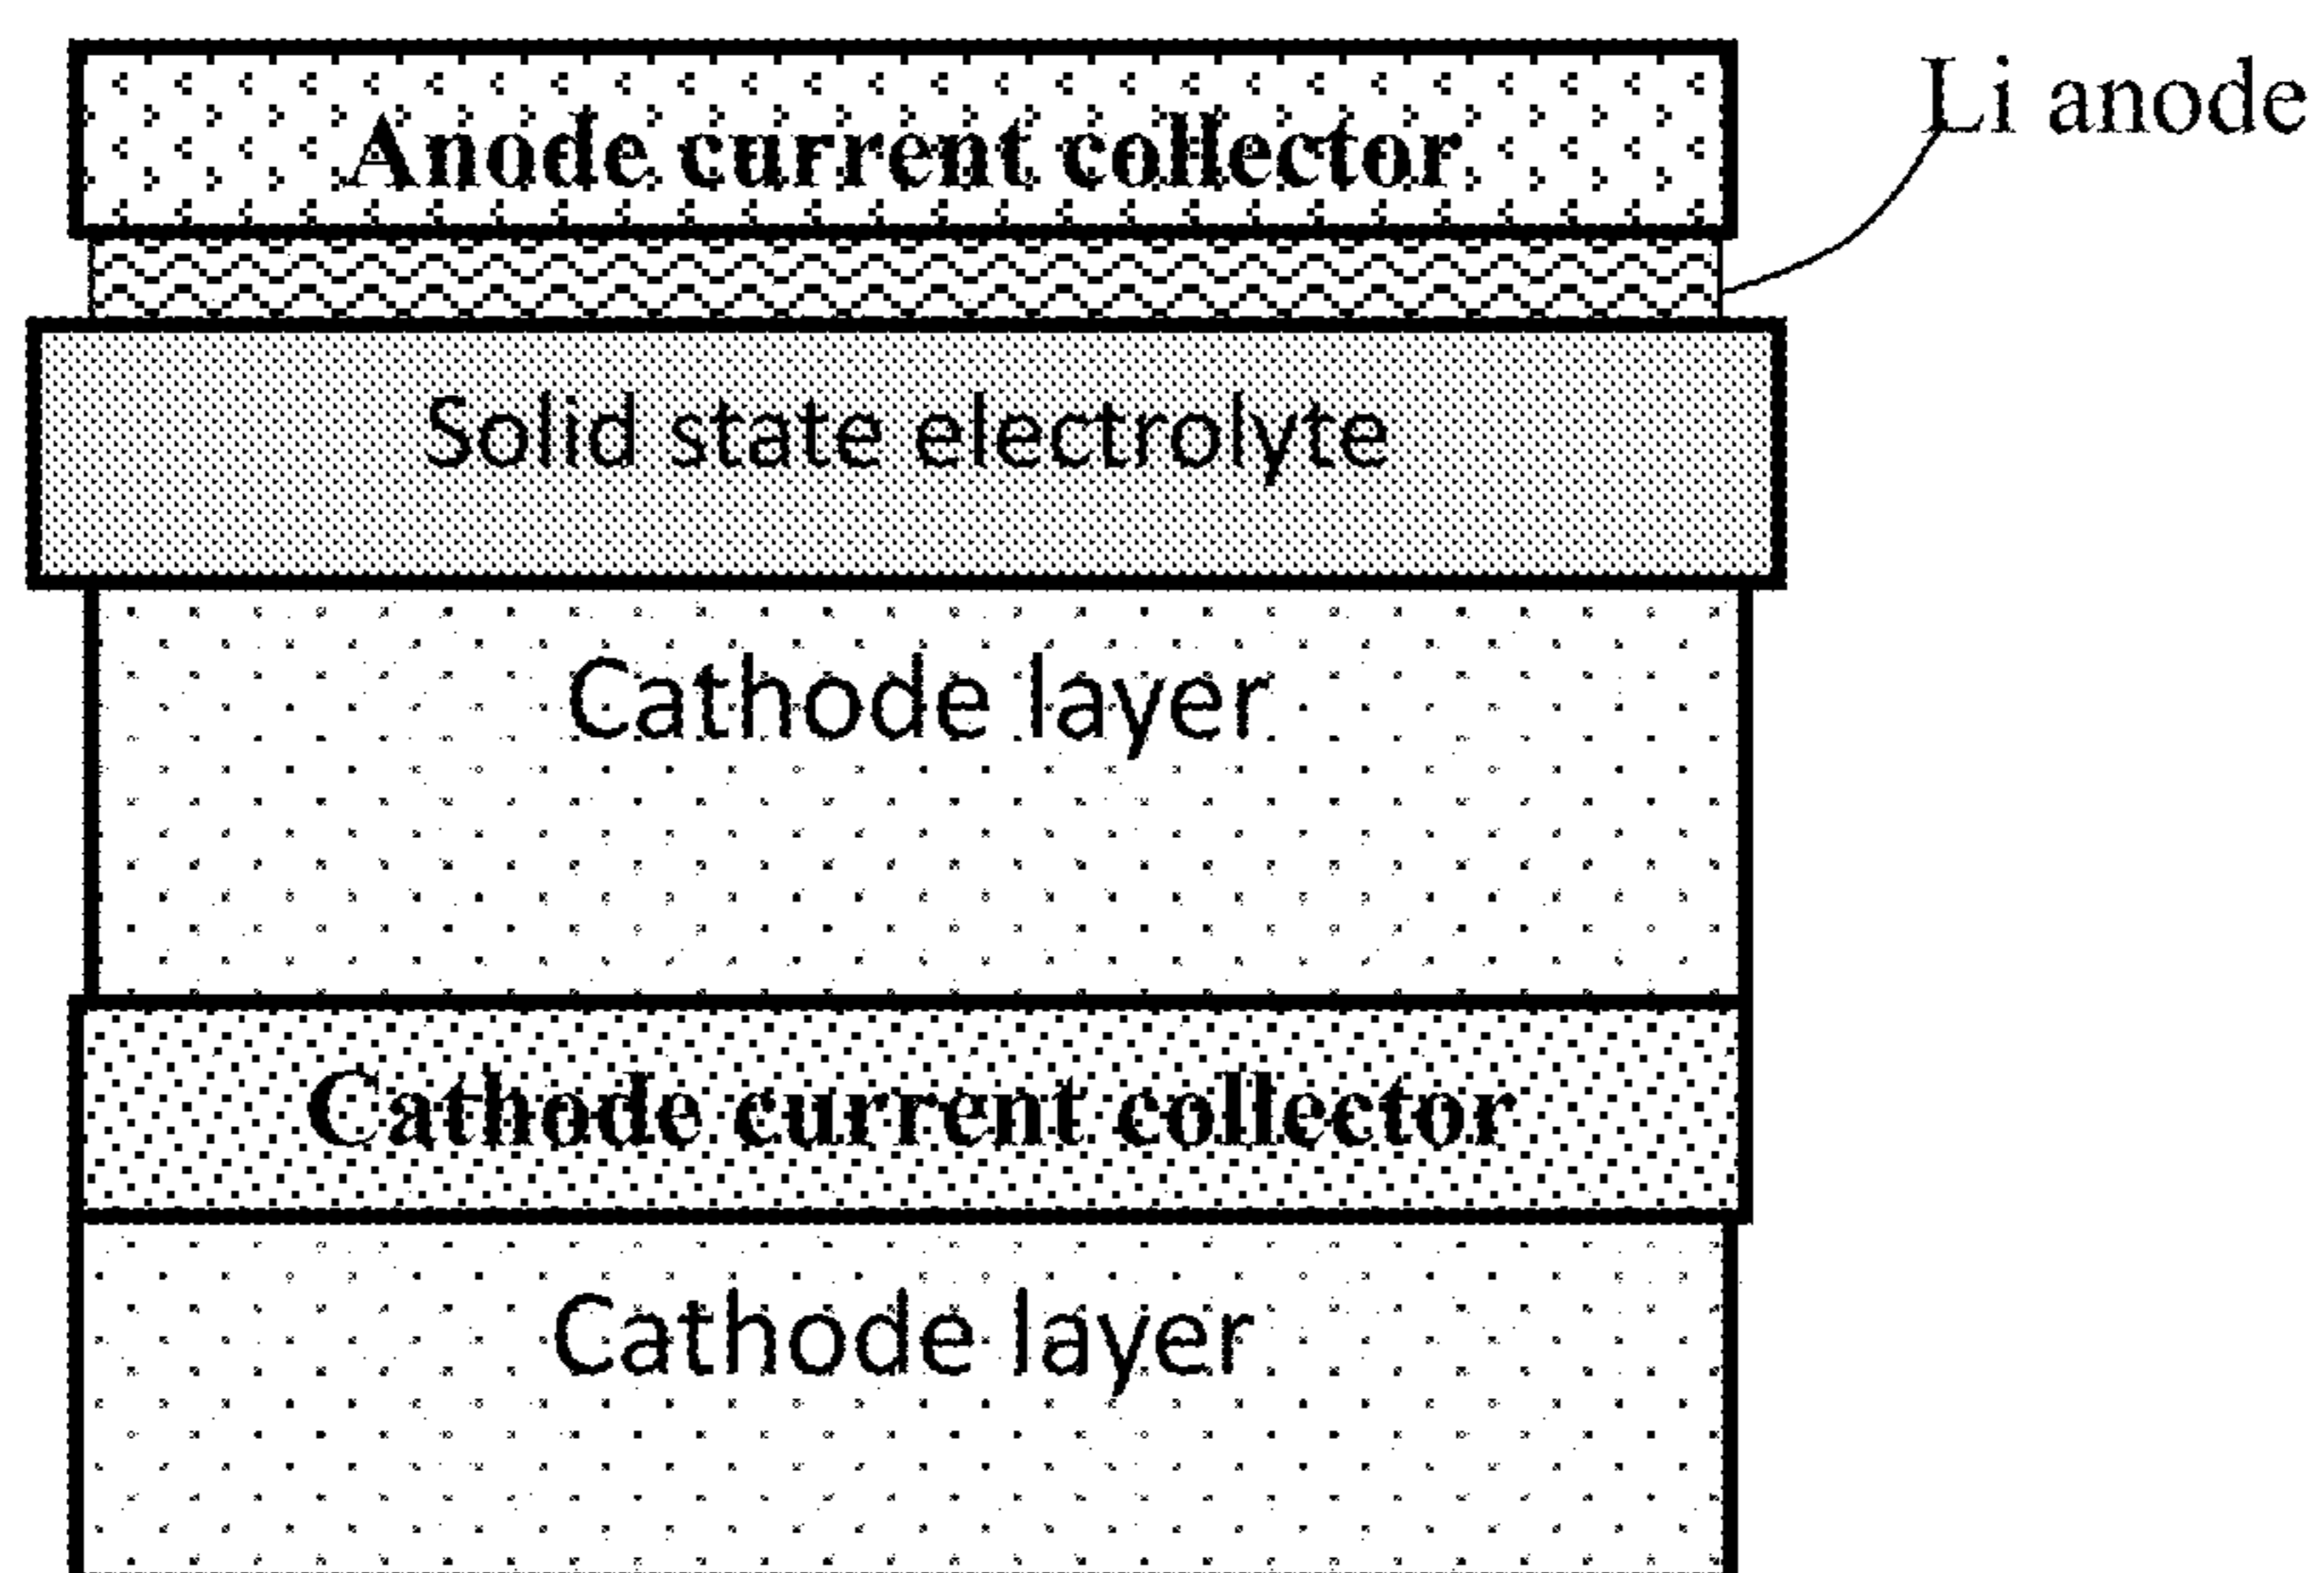 Li anode
Anode current collector
Solid state electrolyte
Cathode layer
Cathode current collector
Cathode layer